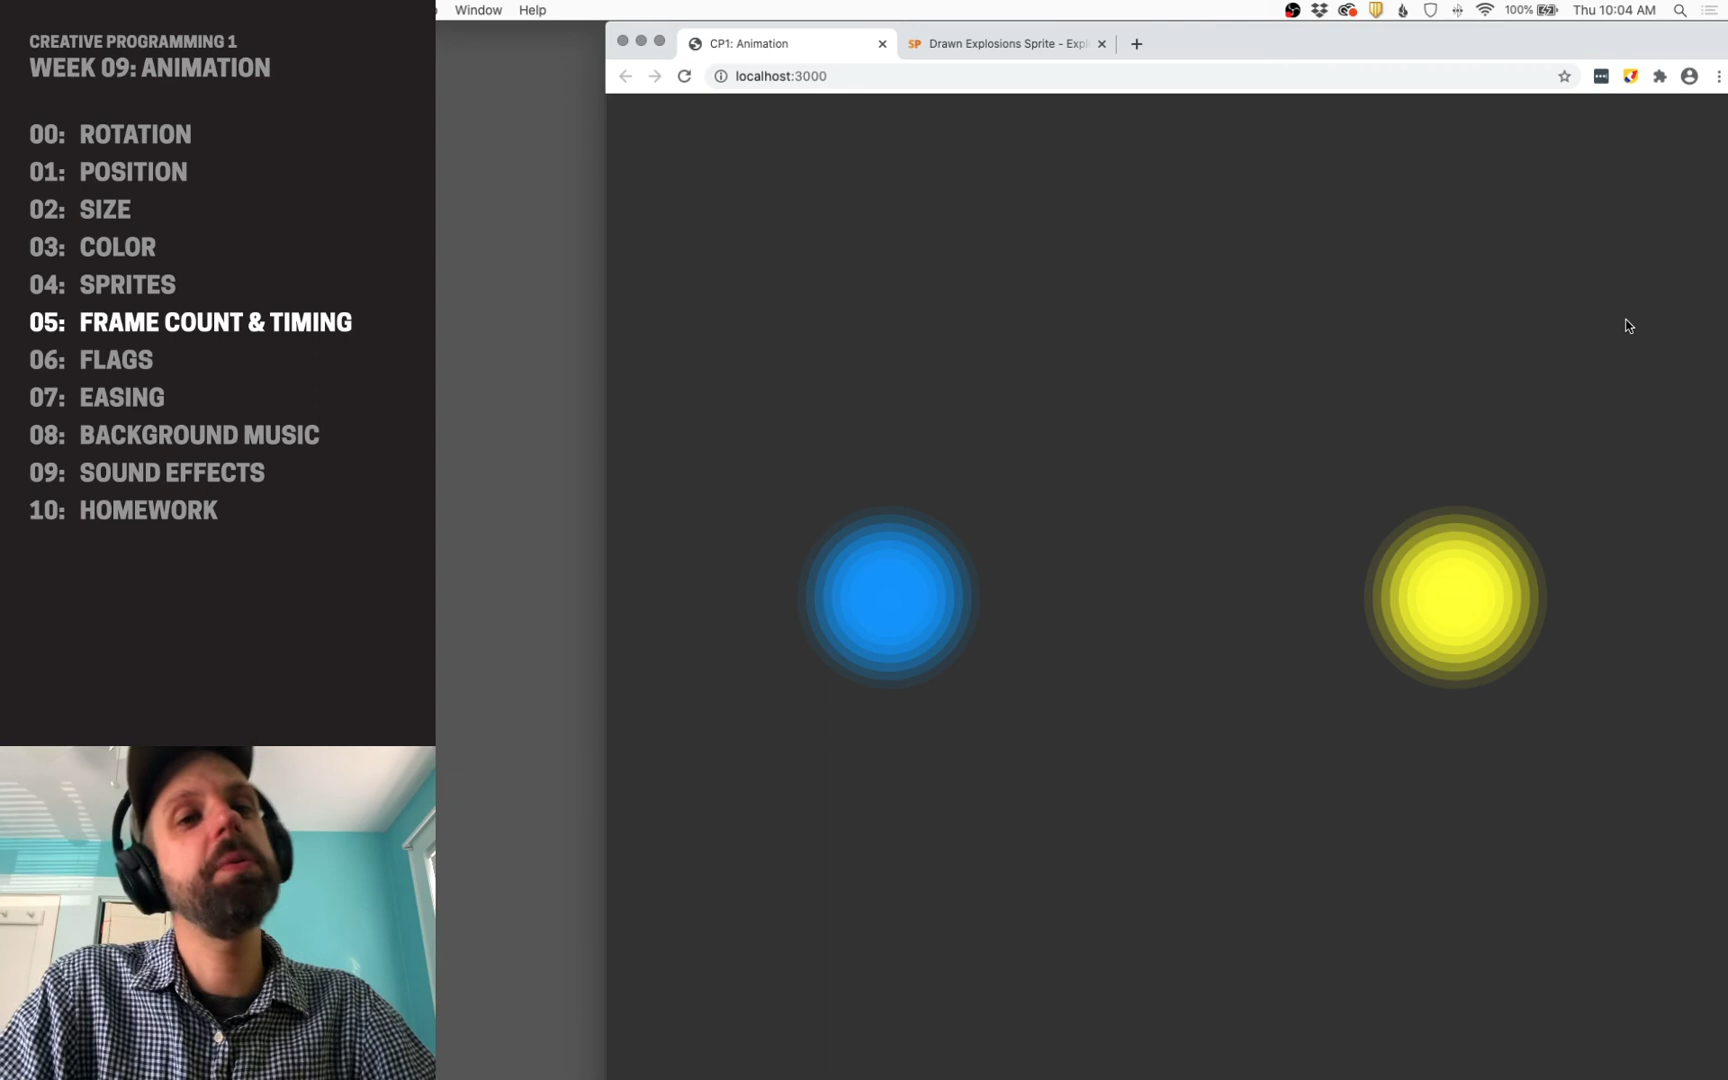 CREATIVE PROGRAMMING 1
WEEK 09: ANIMATION
00: ROTATION
01: POSITION
02: SIZE
03: COLOR
04: SPRITES
05: FRAME COUNT & TIMING
06: FLAGS
07: EASING
08: BACKGROUND MUSIC
09: SOUND EFFECTS
10: HOMEWORK
Window Help
100% Thu 10:04 AM
CP1: Animation
SP Drawn Explosions Sprite - Expl
localhost:3000